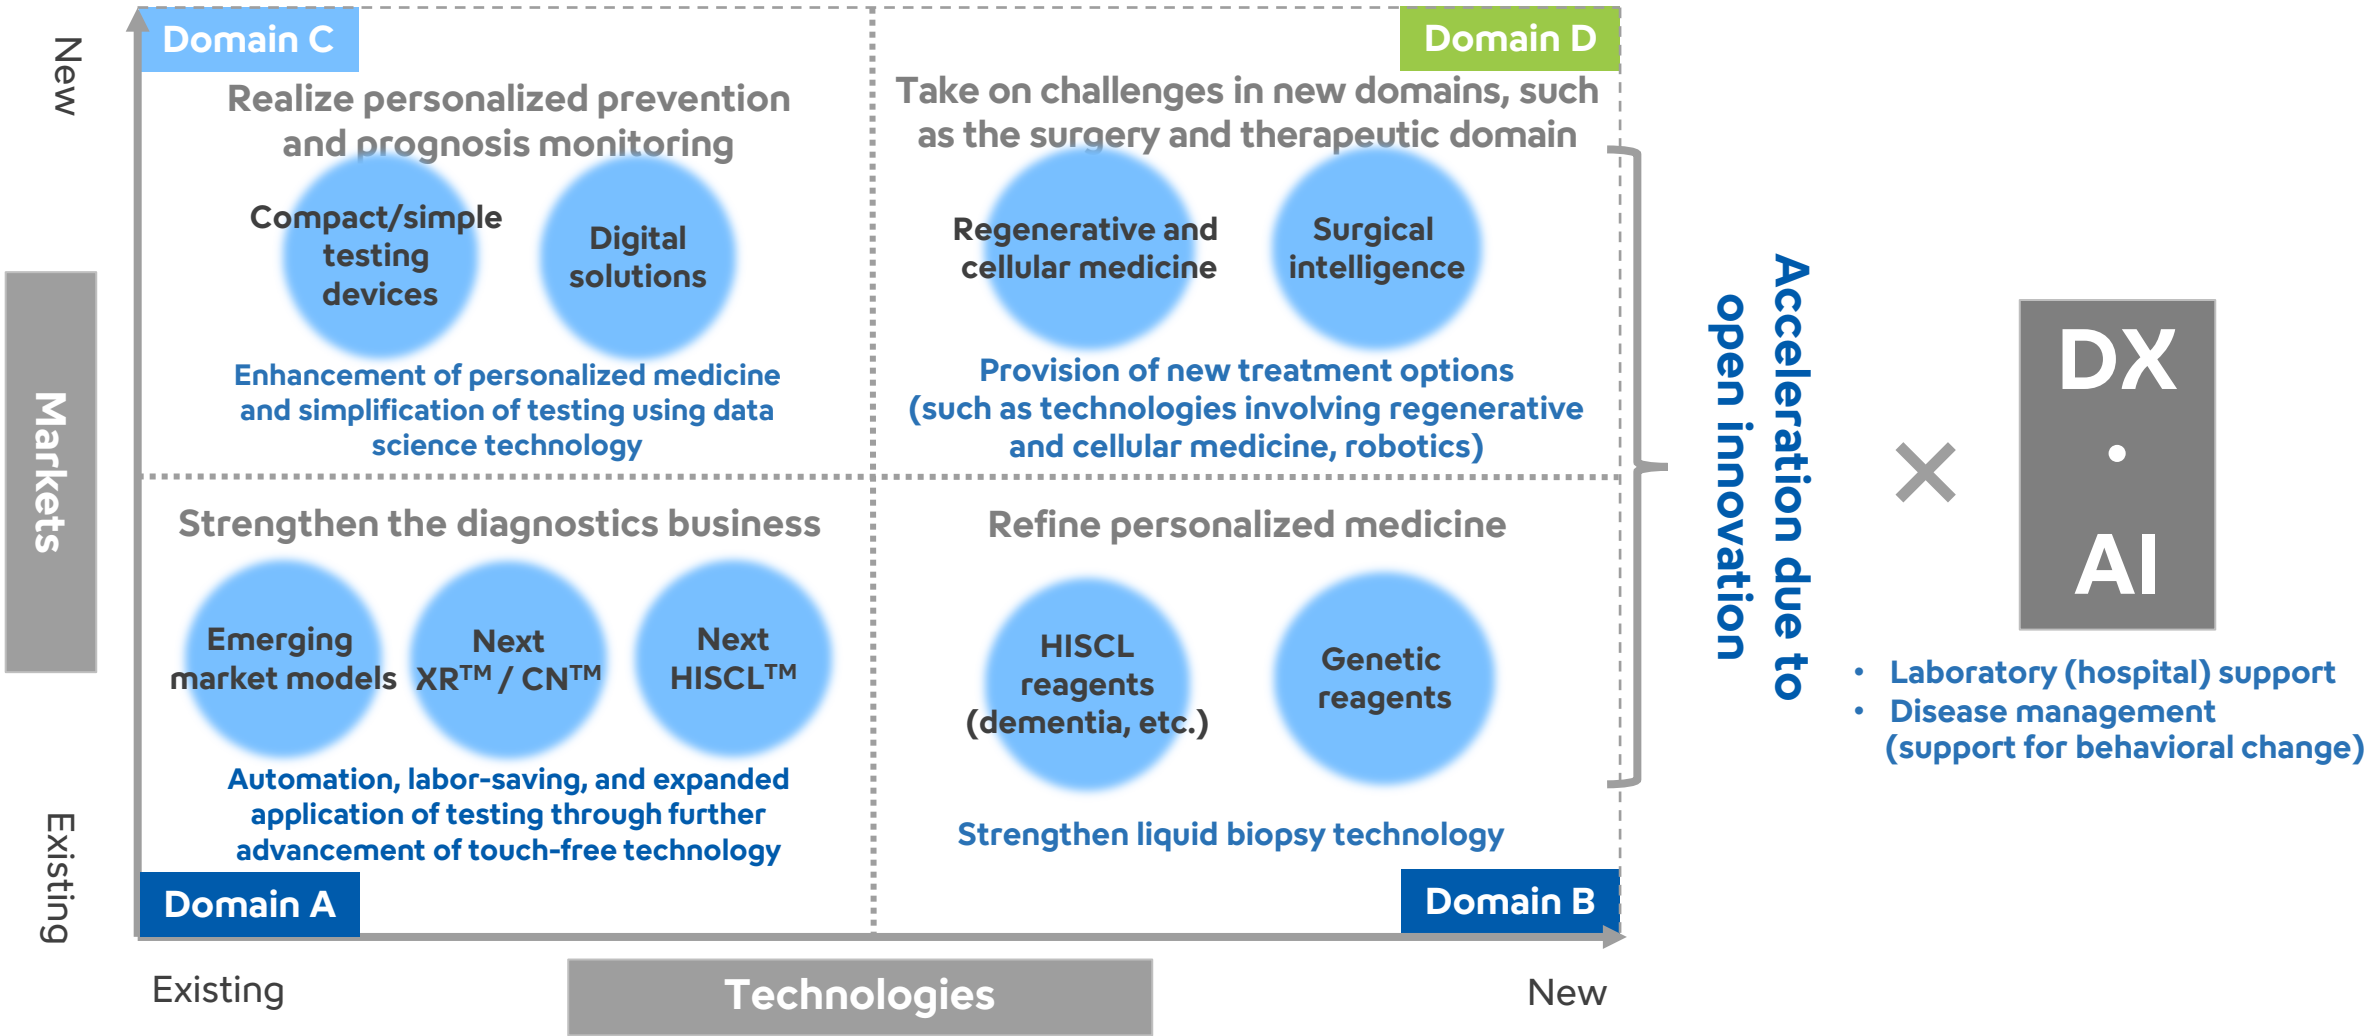 New
Markets
Existing
Domain C
Realize personalized prevention
and prognosis monitoring
Compact/simple
testing
devices
Digital
solutions
Enhancement of personalized medicine
and simplification of testing using data
science technology
Domain D
Take on challenges in new domains, such
as the surgery and therapeutic domain
Regenerative and
cellular medicine
Surgical
intelligence
Provision of new treatment options
(such as technologies involving regenerative
and cellular medicine, robotics)
Strengthen the diagnostics business
Emerging
market models
Next
XR™ / CN™
Next
HISCL™
Automation, labor-saving, and expanded
application of testing through further
advancement of touch-free technology
Domain A
Refine personalized medicine
HISCL
reagents
(dementia, etc.)
Genetic
reagents
Strengthen liquid biopsy technology
Domain B
Existing
Technologies
New
Acceleration due to
open innovation
×
DX
・
AI
• Laboratory (hospital) support
• Disease management
(support for behavioral change)